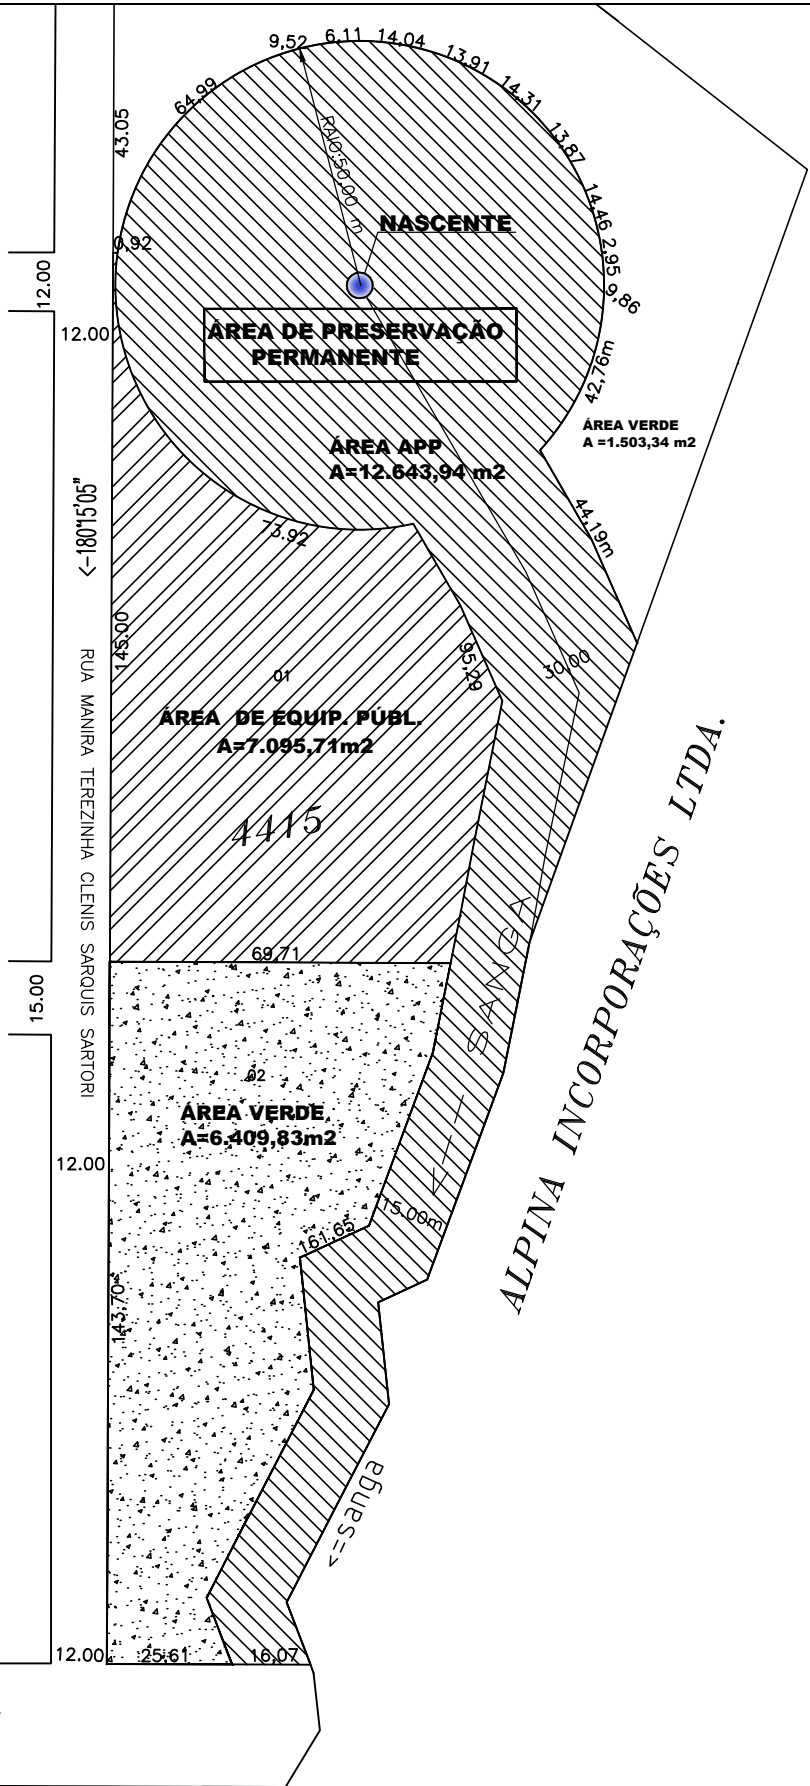 9,52
6,11
14,04
13,91
14,31
13,87
14,46
2,95
9,86
42,76m
64,99
43.05
RAIO:50,00 m
NASCENTE
0,92
12.00
12.00
ÁREA DE PRESERVAÇÃO
PERMANENTE
ÁREA VERDE
A =1.503,34 m2
ÁREA APP
A=12.643,94 m2
<-180°15'05"
73.92
44,19m
145.00
95,29
30,00
01
ÁREA DE EQUIP. PÚBL.
A=7.095,71m2
4415
RUA MANIRA TEREZINHA CLENIS SARQUIS SARTORI
69,71
15.00
<--- SANGA
ALPINA INCORPORAÇÕES LTDA.
02
ÁREA VERDE
A=6.409,83m2
12.00
15.00m
161,65
143,70
<=sanga
12.00
25,61
16,07